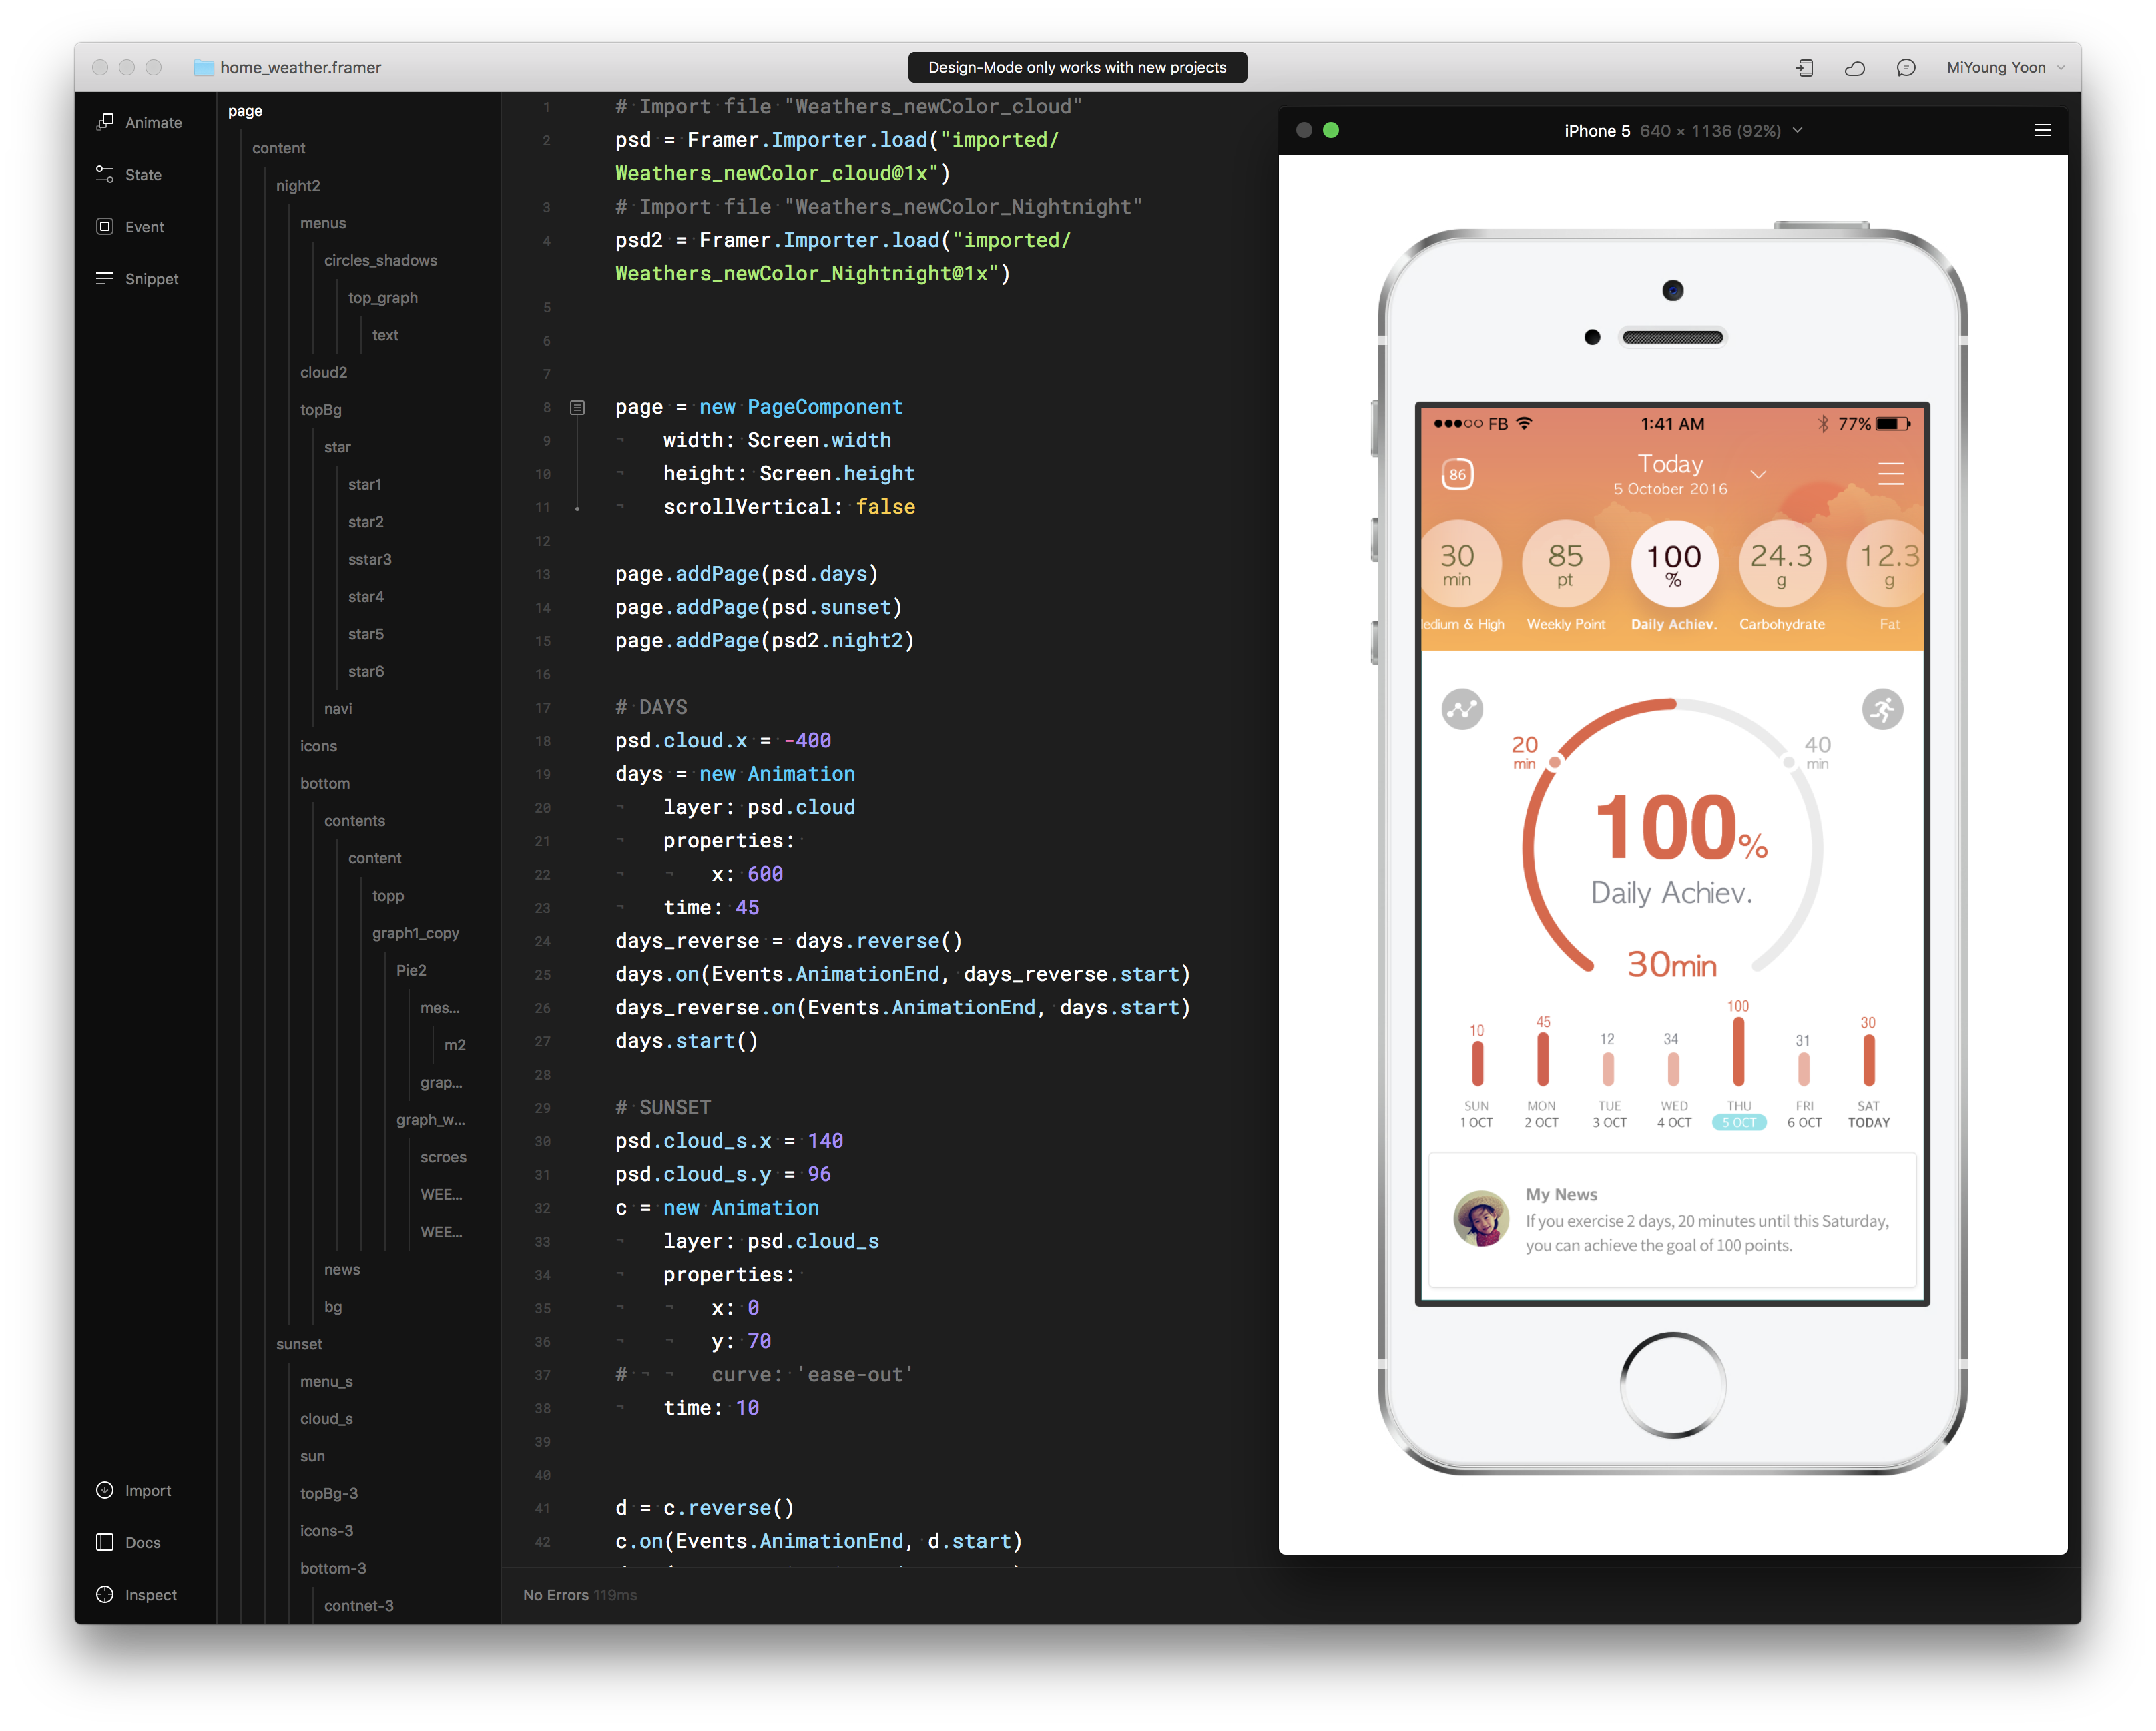 home_weather.framer
Design-Mode only works with new projects
MiYoung Yoon
Animate
State
Event
Snippet
Import
Docs
Inspect
page
content
night2
menus
circles_shadows
top_graph
text
cloud2
topBg
star
star1
star2
sstar3
star4
star5
star6
navi
icons
bottom
contents
content
topp
graph1_copy
Pie2
mes...
m2
grap...
graph_w...
scroes
WEE...
WEE...
news
bg
sunset
menu_s
cloud_s
sun
topBg-3
icons-3
bottom-3
contnet-3
1 # Import file "Weathers_newColor_cloud"
2 psd = Framer.Importer.load("imported/
Weathers_newColor_cloud@1x")
3 # Import file "Weathers_newColor_Nightnight"
4 psd2 = Framer.Importer.load("imported/
Weathers_newColor_Nightnight@1x")
5
6
7
8 page = new PageComponent
9 width: Screen.width
10 height: Screen.height
11 scrollVertical: false
12
13 page.addPage(psd.days)
14 page.addPage(psd.sunset)
15 page.addPage(psd2.night2)
16
17 # DAYS
18 psd.cloud.x = -400
19 days = new Animation
20 layer: psd.cloud
21 properties:
22 x: 600
23 time: 45
24 days_reverse = days.reverse()
25 days.on(Events.AnimationEnd, days_reverse.start)
26 days_reverse.on(Events.AnimationEnd, days.start)
27 days.start()
28
29 # SUNSET
30 psd.cloud_s.x = 140
31 psd.cloud_s.y = 96
32 c = new Animation
33 layer: psd.cloud_s
34 properties:
35 x: 0
36 y: 70
37 # curve: 'ease-out'
38 time: 10
39
40
41 d = c.reverse()
42 c.on(Events.AnimationEnd, d.start)
No Errors 119ms
iPhone 5 640 × 1136 (92%)
FB 1:41 AM 77%
86
Today
5 October 2016
30 85 100 24.3 12.3
min pt % g g
edium & High Weekly Point Daily Achiev. Carbohydrate Fat
20 40
min min
100%
Daily Achiev.
30min
10 45 12 34 100 31 30
SUN MON TUE WED THU FRI SAT
1 OCT 2 OCT 3 OCT 4 OCT 5 OCT 6 OCT TODAY
My News
If you exercise 2 days, 20 minutes until this Saturday,
you can achieve the goal of 100 points.